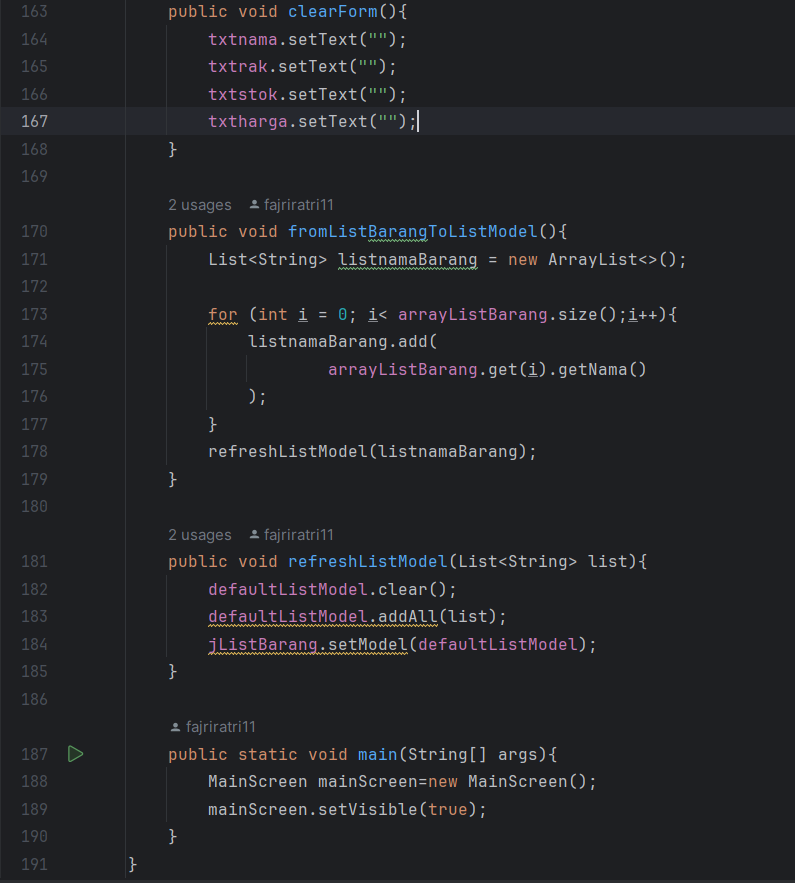 163 public void clearForm(){
164 txtnama.setText("");
165 txtrak.setText("");
166 txtstok.setText("");
167 txtharga.setText("");
168 }
169
2 usages fajriratri11
170 public void fromListBarangToListModel(){
171 List<String> listnamaBarang = new ArrayList<>();
172
173 for (int i = 0; i< arrayListBarang.size();i++){
174 listnamaBarang.add(
175 arrayListBarang.get(i).getNama()
176 );
177 }
178 refreshListModel(listnamaBarang);
179 }
180
2 usages fajriratri11
181 public void refreshListModel(List<String> list){
182 defaultListModel.clear();
183 defaultListModel.addAll(list);
184 jListBarang.setModel(defaultListModel);
185 }
186
fajriratri11
187 public static void main(String[] args){
188 MainScreen mainScreen=new MainScreen();
189 mainScreen.setVisible(true);
190 }
191 }